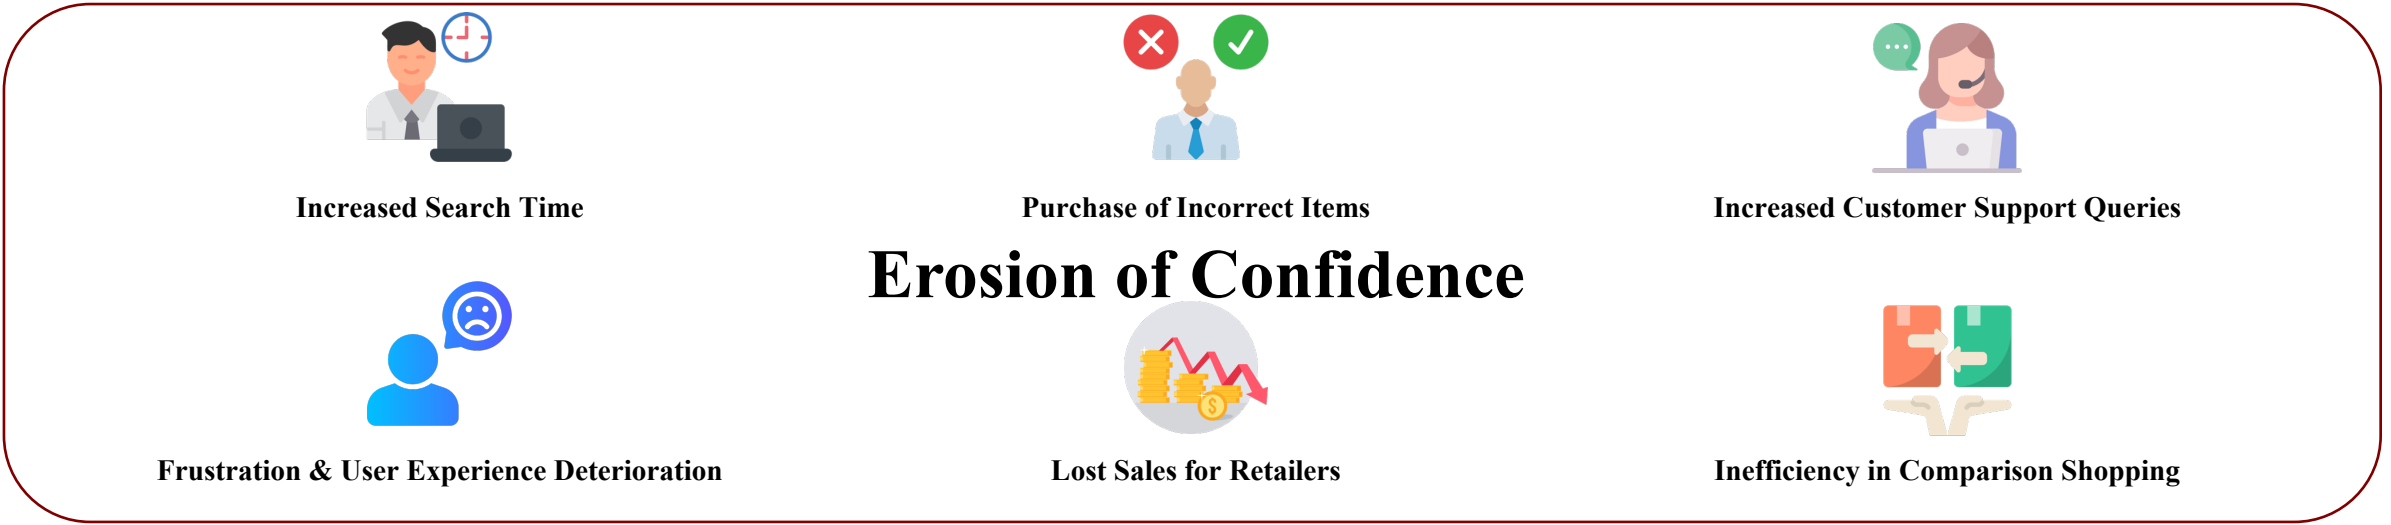 Increased Search Time
Purchase of Incorrect Items
Increased Customer Support Queries
Erosion of Confidence
$
Frustration & User Experience Deterioration
Lost Sales for Retailers
Inefficiency in Comparison Shopping